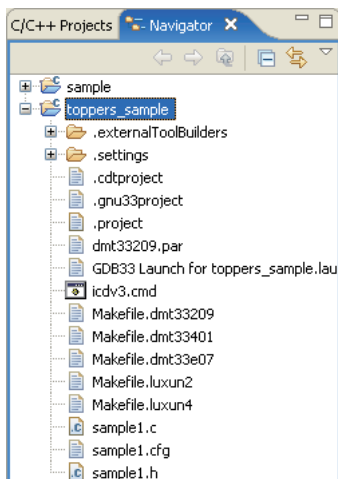 C/C++ Projects Navigator
sample
toppers_sample
.externalToolBuilders
.settings
.cdtproject
.gnu33project
.project
dmt33209.par
GDB33 Launch for toppers_sample.lau
icdv3.cmd
Makefile.dmt33209
Makefile.dmt33401
Makefile.dmt33e07
Makefile.luxun2
Makefile.luxun4
sample1.c
sample1.cfg
sample1.h